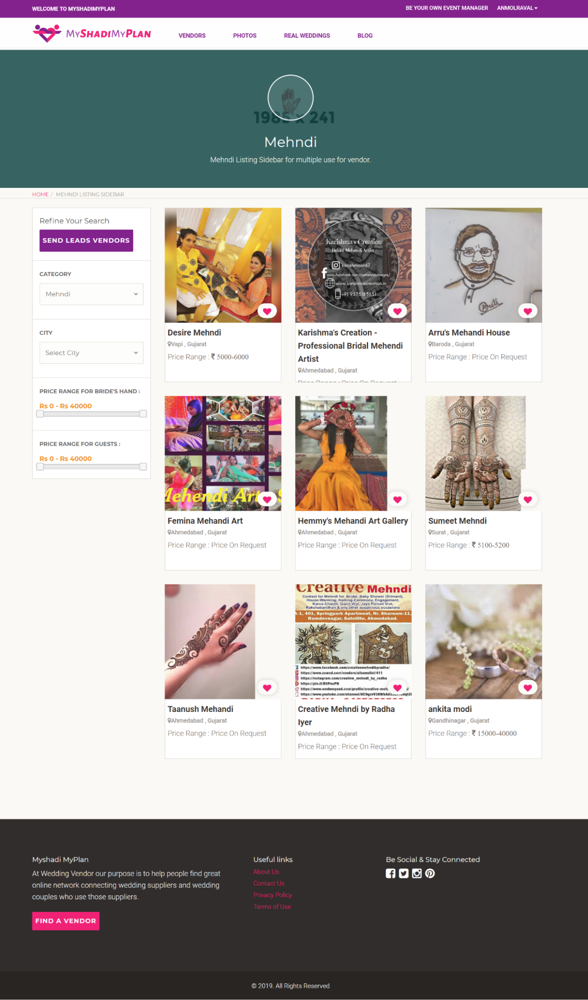 WELCOME TO MYSHADIMYPLAN
BE YOUR OWN EVENT MANAGER
ANMOLRAVAL
MYSHADIMYPLAN
VENDORS
PHOTOS
REAL WEDDINGS
BLOG
1985 x 241
Mehndi
Mehndi Listing Sidebar for multiple use for vendor.
HOME / MEHNDI LISTING SIDEBAR
Refine Your Search
SEND LEADS VENDORS
CATEGORY
Mehndi
CITY
Select City
PRICE RANGE FOR BRIDE'S HAND :
Rs 0 - Rs 40000
PRICE RANGE FOR GUESTS :
Rs 0 - Rs 40000
Desire Mehndi
Vapi , Gujarat
Price Range : ₹ 5000-6000
Karishma's Creation
Bridal Mehendi Artist
karishmasn67
www.facebook.com/mymehndidesigns/
www.karishmascreation.in
+91 9375183651
Karishma's Creation -
Professional Bridal Mehendi
Artist
Ahmedabad , Gujarat
Price Range : Price On Request
Arru's Mehandi House
Baroda , Gujarat
Price Range : Price On Request
Mehendi Art
Femina Mehandi Art
Ahmedabad , Gujarat
Price Range : Price On Request
Hemmy's Mehandi Art Gallery
Ahmedabad , Gujarat
Price Range : Price On Request
Sumeet Mehndi
Surat , Gujarat
Price Range : ₹ 5100-5200
Taanush Mehandi
Ahmedabad , Gujarat
Price Range : Price On Request
Creative Mehndi
Contact for Mehndi for Bridal, Baby Shower (Srimant),
House-Warming, Naming-Ceremony, Engagement,
Karva-Chauth, Gauri-Vrat, Jaya Parvati Vrat,
Rakshabandhan & any other auspicious occasions
A-1, 401, Springpark Apartment, Nr. Sharnam-11,
Ramdevnagar, Satellite, Ahmedabad.
https://www.facebook.com/creativemehndibyradha/
https://www.zowed.com/vendors/albumslist/411
https://instagram.com/creative_mehndi_by_radha
https://pin.it/B5PeePN
https://www.wedmegood.com/profile/creative-meh
https://www.youtube.com/channel/
Creative Mehndi by Radha
Iyer
Ahmedabad , Gujarat
Price Range : Price On Request
ankita modi
Gandhinagar , Gujarat
Price Range : ₹ 15000-40000
Myshadi MyPlan
At Wedding Vendor our purpose is to help people find great
online network connecting wedding suppliers and wedding
couples who use those suppliers.
FIND A VENDOR
Useful links
About Us
Contact Us
Privacy Policy
Terms of Use
Be Social & Stay Connected
© 2019. All Rights Reserved